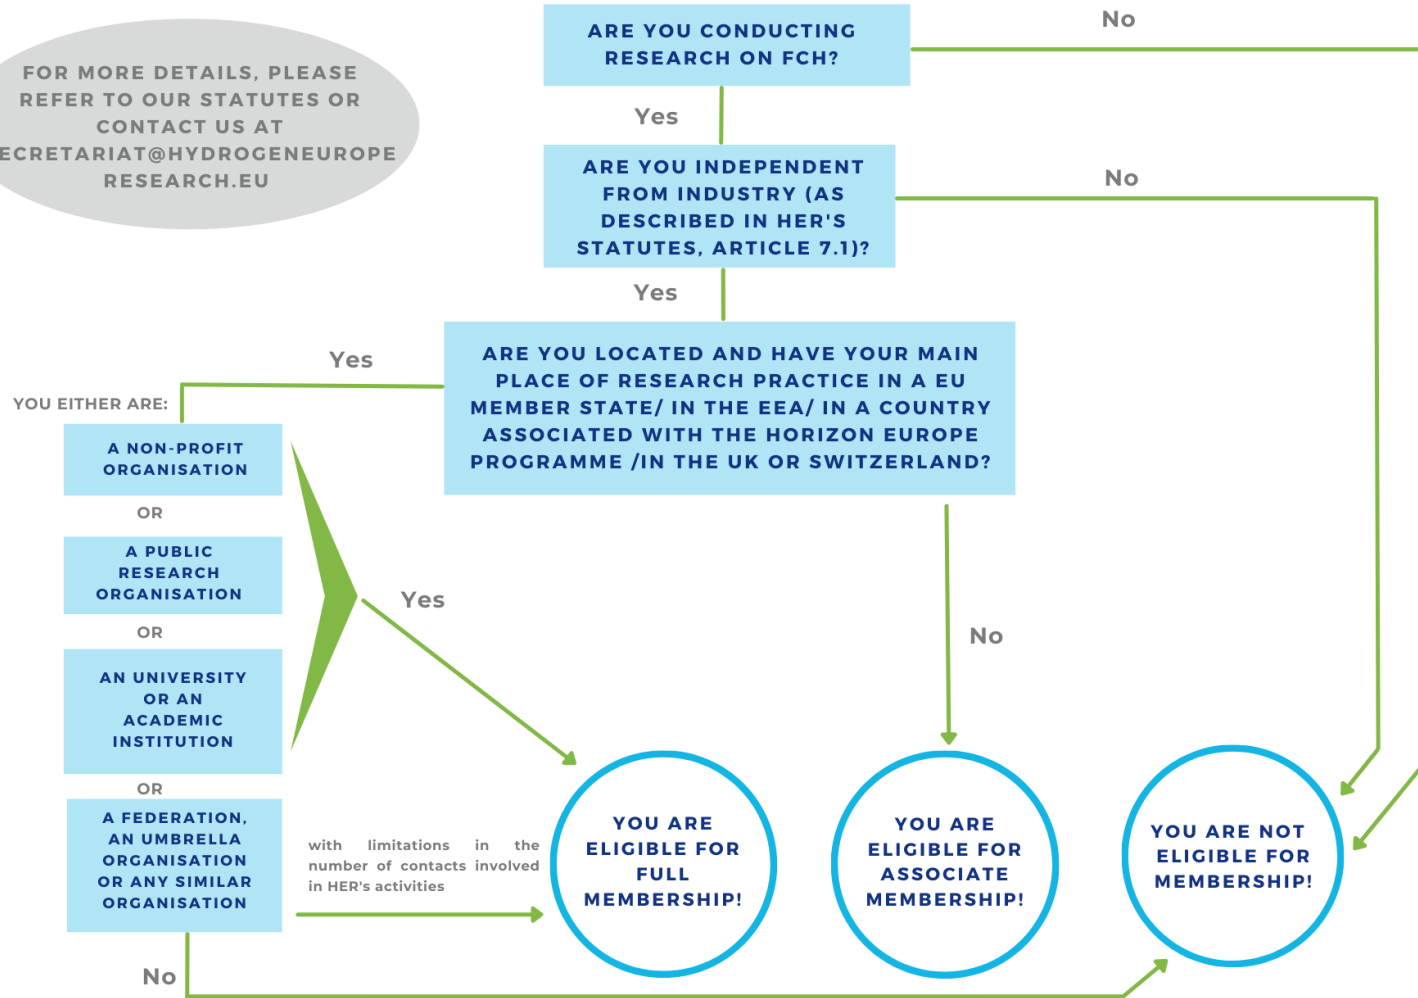 ARE YOU CONDUCTING
RESEARCH ON FCH?
No
FOR MORE DETAILS, PLEASE
REFER TO OUR STATUTES OR
CONTACT US AT
ECRETARIAT@HYDROGENEUROPE
RESEARCH.EU
Yes
ARE YOU INDEPENDENT
FROM INDUSTRY (AS
DESCRIBED IN HER'S
STATUTES, ARTICLE 7.1)?
No
Yes
ARE YOU LOCATED AND HAVE YOUR MAIN
PLACE OF RESEARCH PRACTICE IN A EU
MEMBER STATE/ IN THE EEA/ IN A COUNTRY
ASSOCIATED WITH THE HORIZON EUROPE
PROGRAMME /IN THE UK OR SWITZERLAND?
Yes
YOU EITHER ARE:
A NON-PROFIT
ORGANISATION
OR
A PUBLIC
RESEARCH
ORGANISATION
OR
AN UNIVERSITY
OR AN
ACADEMIC
INSTITUTION
OR
A FEDERATION,
AN UMBRELLA
ORGANISATION
OR ANY SIMILAR
ORGANISATION
Yes
No
with limitations in the
number of contacts involved
in HER's activities
YOU ARE
ELIGIBLE FOR
FULL
MEMBERSHIP!
YOU ARE
ELIGIBLE FOR
ASSOCIATE
MEMBERSHIP!
YOU ARE NOT
ELIGIBLE FOR
MEMBERSHIP!
No